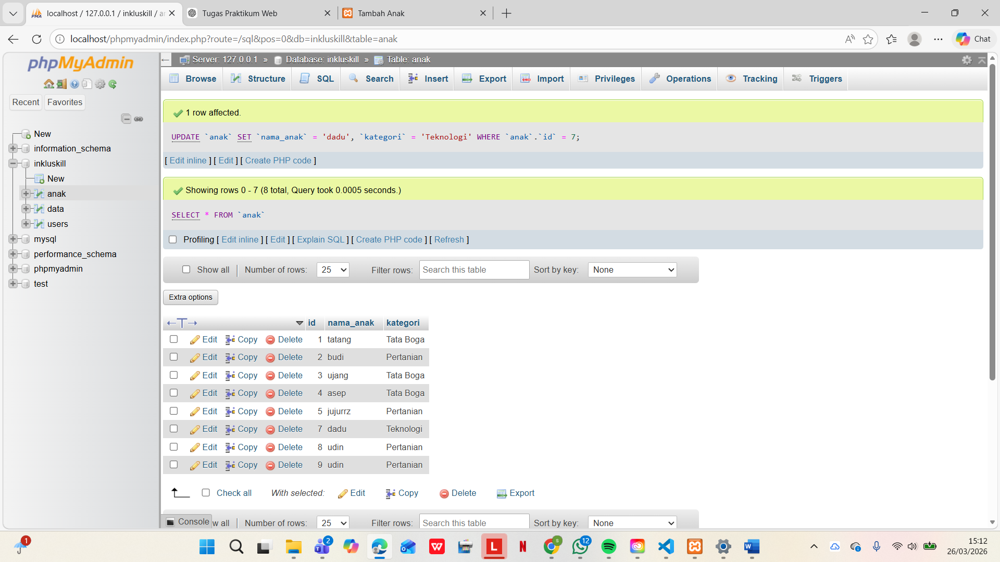 localhost / 127.0.0.1 / inkluskill / an
Tugas Praktikum Web
Tambah Anak
localhost/phpmyadmin/index.php?route=/sql&pos=0&db=inkluskill&table=anak
Chat
phpMyAdmin
Recent
Favorites
New
information_schema
inkluskill
New
anak
data
users
mysql
performance_schema
phpmyadmin
test
Server: 127.0.0.1 » Database: inkluskill » Table: anak
Browse Structure SQL Search Insert Export Import Privileges Operations Tracking Triggers
1 row affected.
UPDATE `anak` SET `nama_anak` = 'dadu', `kategori` = 'Teknologi' WHERE `anak`.`id` = 7;
[ Edit inline ] [ Edit ] [ Create PHP code ]
Showing rows 0 - 7 (8 total, Query took 0.0005 seconds.)
SELECT * FROM `anak`
Profiling [ Edit inline ] [ Edit ] [ Explain SQL ] [ Create PHP code ] [ Refresh ]
Show all Number of rows: 25 Filter rows: Search this table Sort by key: None
Extra options
id nama_anak kategori
Edit Copy Delete 1 tatang Tata Boga
Edit Copy Delete 2 budi Pertanian
Edit Copy Delete 3 ujang Tata Boga
Edit Copy Delete 4 asep Tata Boga
Edit Copy Delete 5 jujurrz Pertanian
Edit Copy Delete 7 dadu Teknologi
Edit Copy Delete 8 udin Pertanian
Edit Copy Delete 9 udin Pertanian
Check all With selected: Edit Copy Delete Export
Console w all Number of rows: 25 Filter rows: Search this table Sort by key: None
1
2
12
15:12
26/03/2026